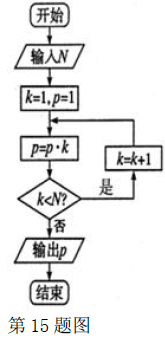 开始
输入N
k=1,p=1
p=p·k
k=k+1
k<N?
是
否
输出p
结束
第15题图